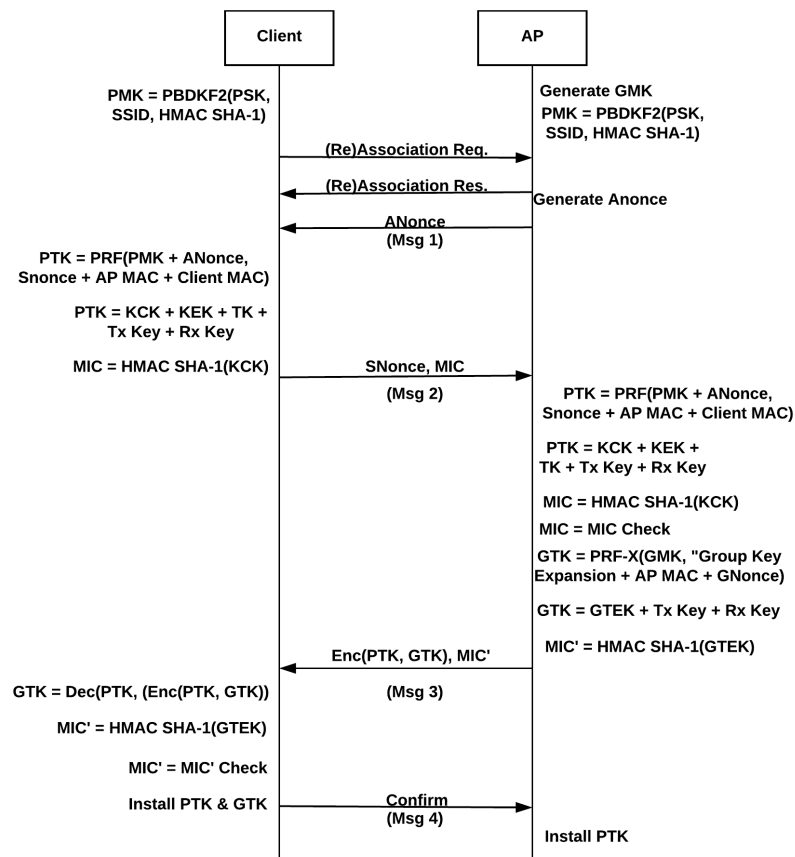 Client
AP
PMK = PBDKF2(PSK,
SSID, HMAC SHA-1)
Generate GMK
PMK = PBDKF2(PSK,
SSID, HMAC SHA-1)
(Re)Association Req.
(Re)Association Res.
Generate Anonce
ANonce
(Msg 1)
PTK = PRF(PMK + ANonce,
Snonce + AP MAC + Client MAC)
PTK = KCK + KEK + TK +
Tx Key + Rx Key
MIC = HMAC SHA-1(KCK)
SNonce, MIC
(Msg 2)
PTK = PRF(PMK + ANonce,
Snonce + AP MAC + Client MAC)
PTK = KCK + KEK +
TK + Tx Key + Rx Key
MIC = HMAC SHA-1(KCK)
MIC = MIC Check
GTK = PRF-X(GMK, "Group Key
Expansion + AP MAC + GNonce)
GTK = GTEK + Tx Key + Rx Key
MIC' = HMAC SHA-1(GTEK)
Enc(PTK, GTK), MIC'
(Msg 3)
GTK = Dec(PTK, (Enc(PTK, GTK))
MIC' = HMAC SHA-1(GTEK)
MIC' = MIC' Check
Install PTK & GTK
Confirm
(Msg 4)
Install PTK